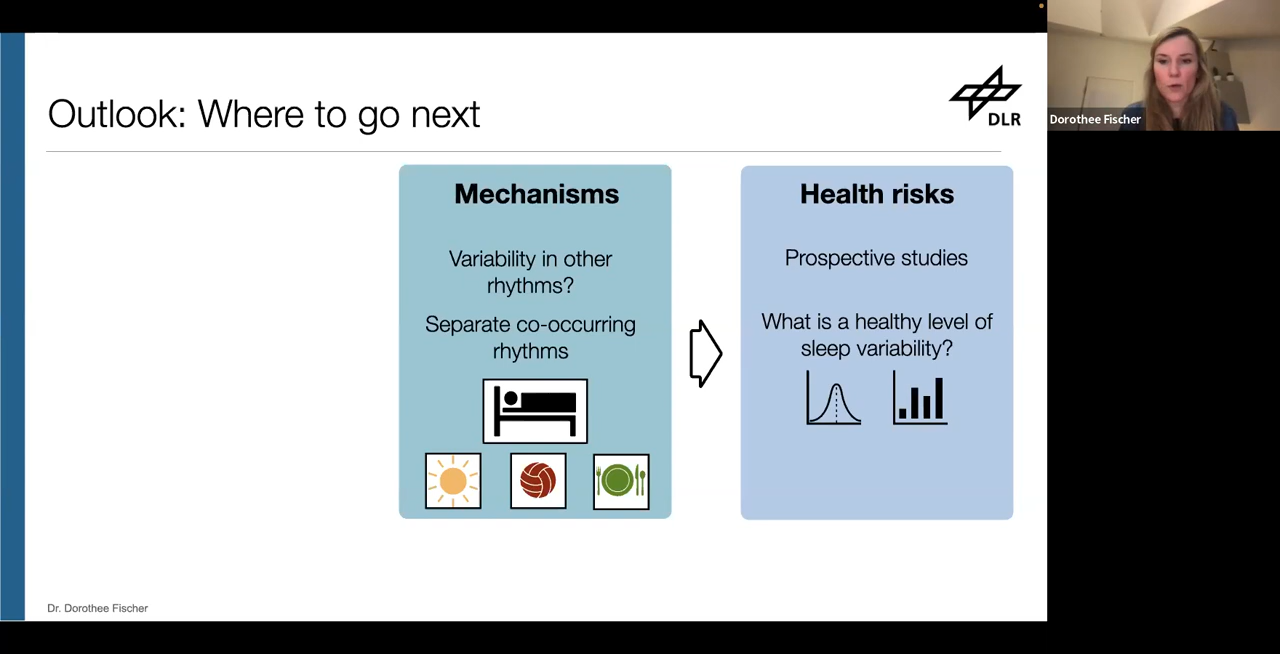 Outlook: Where to go next
DLR
Dorothee Fischer
Mechanisms
Variability in other
rhythms?
Separate co-occurring
rhythms
Health risks
Prospective studies
What is a healthy level of
sleep variability?
Dr. Dorothee Fischer